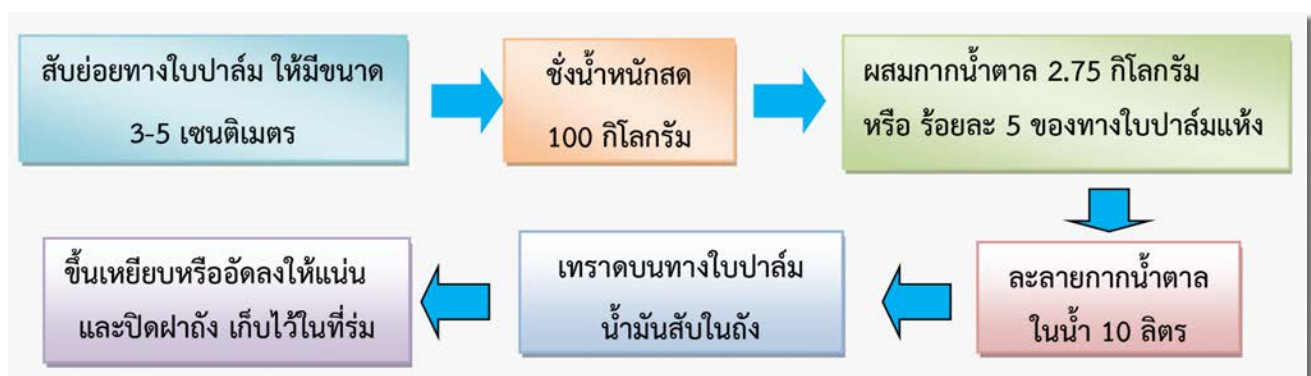 สับย่อยทางใบปาล์ม ให้มีขนาด
3-5 เซนติเมตร
ชั่งน้ำหนักสด
100 กิโลกรัม
ผสมกากน้ำตาล 2.75 กิโลกรัม
หรือ ร้อยละ 5 ของทางใบปาล์มแห้ง
ละลายกากน้ำตาล
ในน้ำ 10 ลิตร
เทราดบนทางใบปาล์ม
น้ำมันสับในถัง
ขึ้นเหยียบหรืออัดลงให้แน่น
และปิดฝาถัง เก็บไว้ในที่ร่ม